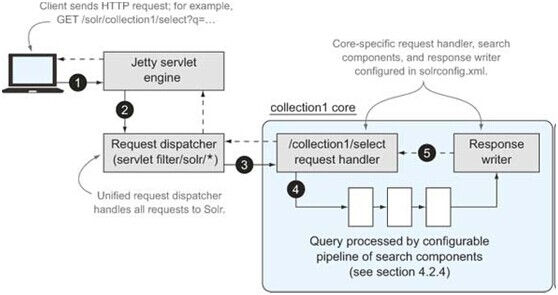 Client sends HTTP request; for example,
GET /solr/collection1/select?q=...
Jetty servlet
engine
1
2
Request dispatcher
(servlet filter/solr/*)
3
Unified request dispatcher
handles all requests to Solr.
Core-specific request handler, search
components, and response writer
configured in solrconfig.xml.
collection1 core
/collection1/select
request handler
5
Response
writer
4
Query processed by configurable
pipeline of search components
(see section 4.2.4)